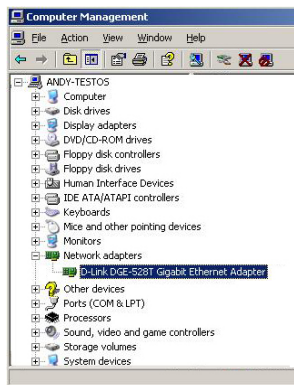 Computer Management
File Action View Window Help
ANDY-TESTOS
Computer
Disk drives
Display adapters
DVD/CD-ROM drives
Floppy disk controllers
Floppy disk drives
Human Interface Devices
IDE ATA/ATAPI controllers
Keyboards
Mice and other pointing devices
Monitors
Network adapters
D-Link DGE-528T Gigabit Ethernet Adapter
Other devices
Ports (COM & LPT)
Processors
Sound, video and game controllers
Storage volumes
System devices